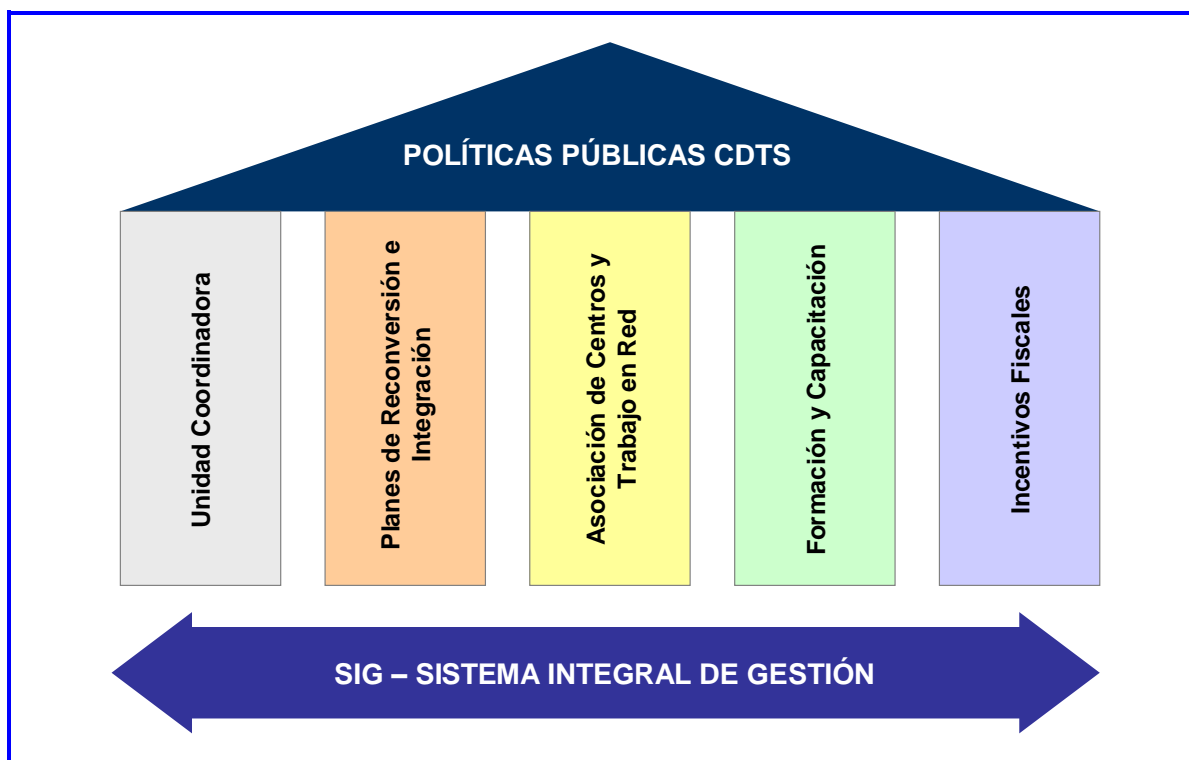 POLÍTICAS PÚBLICAS CDTS
Unidad Coordinadora
Planes de Reconversión e
Integración
Asociación de Centros y
Trabajo en Red
Formación y Capacitación
Incentivos Fiscales
SIG – SISTEMA INTEGRAL DE GESTIÓN